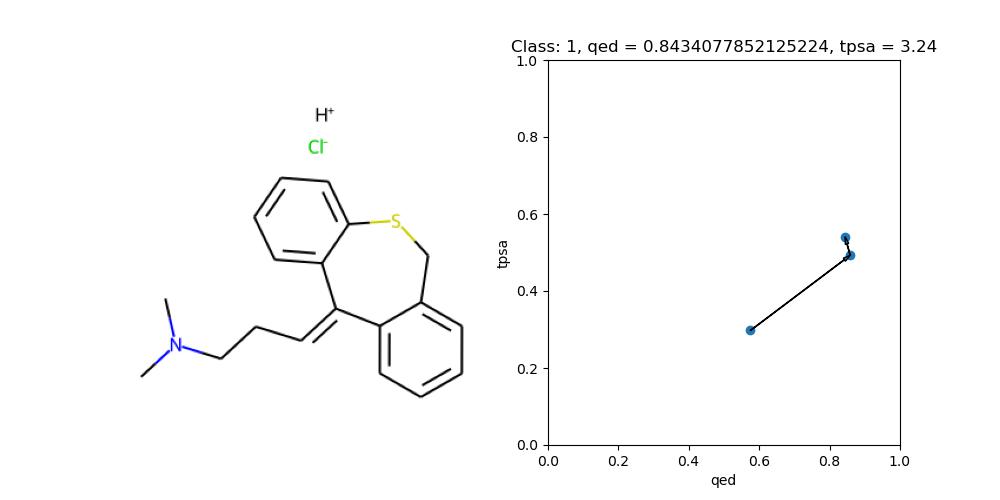 Class: 1, qed = 0.8434077852125224, tpsa = 3.24
H⁺
Cl⁻
S
N
1.0
0.8
0.6
0.4
0.2
0.0
tpsa
0.0 0.2 0.4 0.6 0.8 1.0
qed